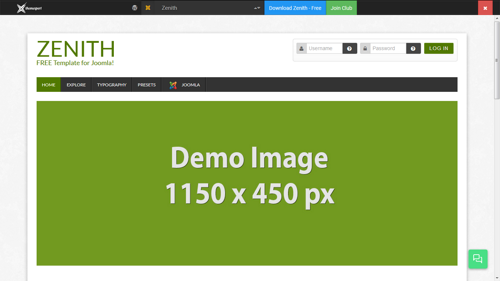 Zenith
Download Zenith - Free
Join Club
ZENITH
FREE Template for Joomla!
Username
Password
LOG IN
HOME
EXPLORE
TYPOGRAPHY
PRESETS
JOOMLA
Demo Image
1150 x 450 px